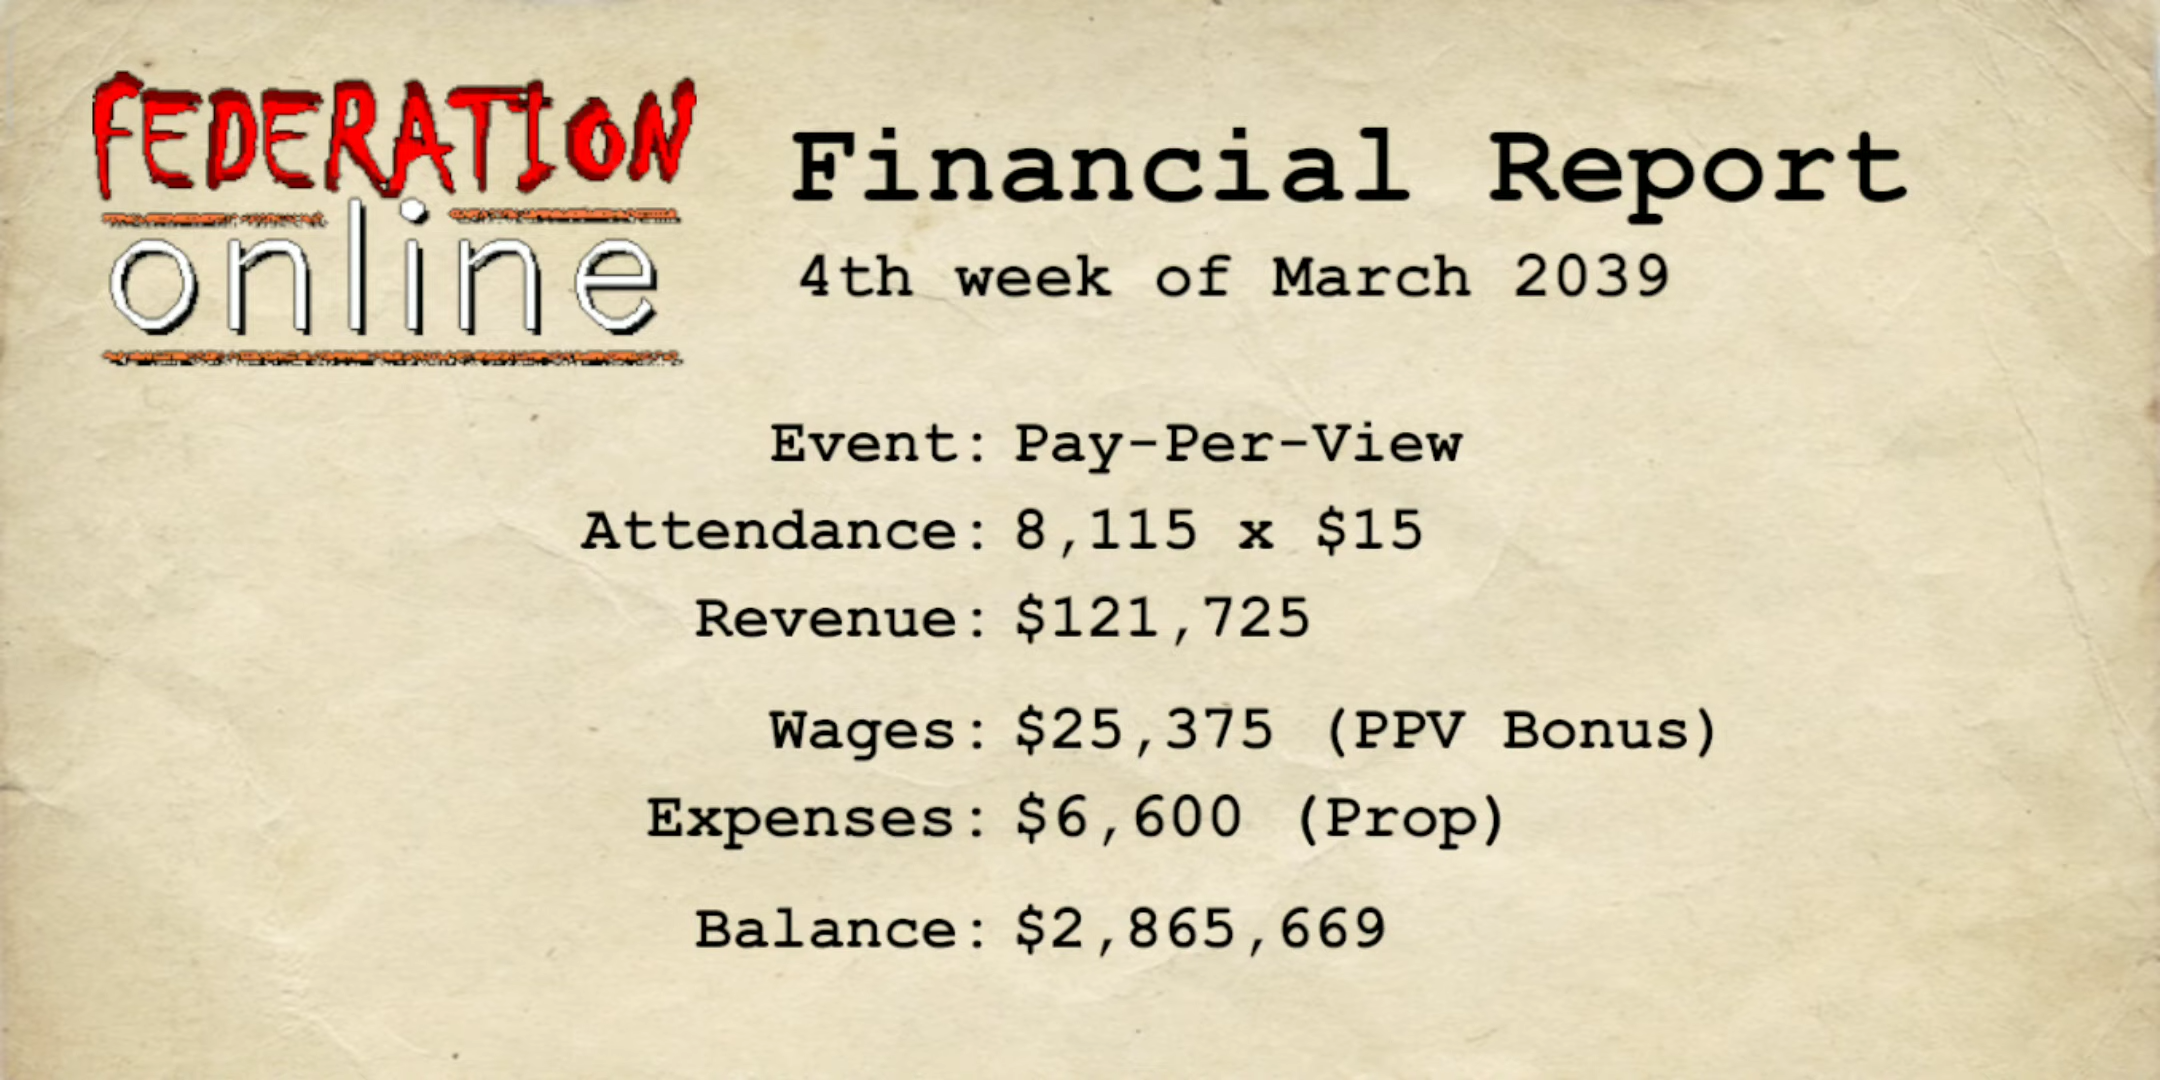 FEDERATION
online
Financial Report
4th week of March 2039
Event: Pay-Per-View
Attendance: 8,115 x $15
Revenue: $121,725
Wages: $25,375 (PPV Bonus)
Expenses: $6,600 (Prop)
Balance: $2,865,669